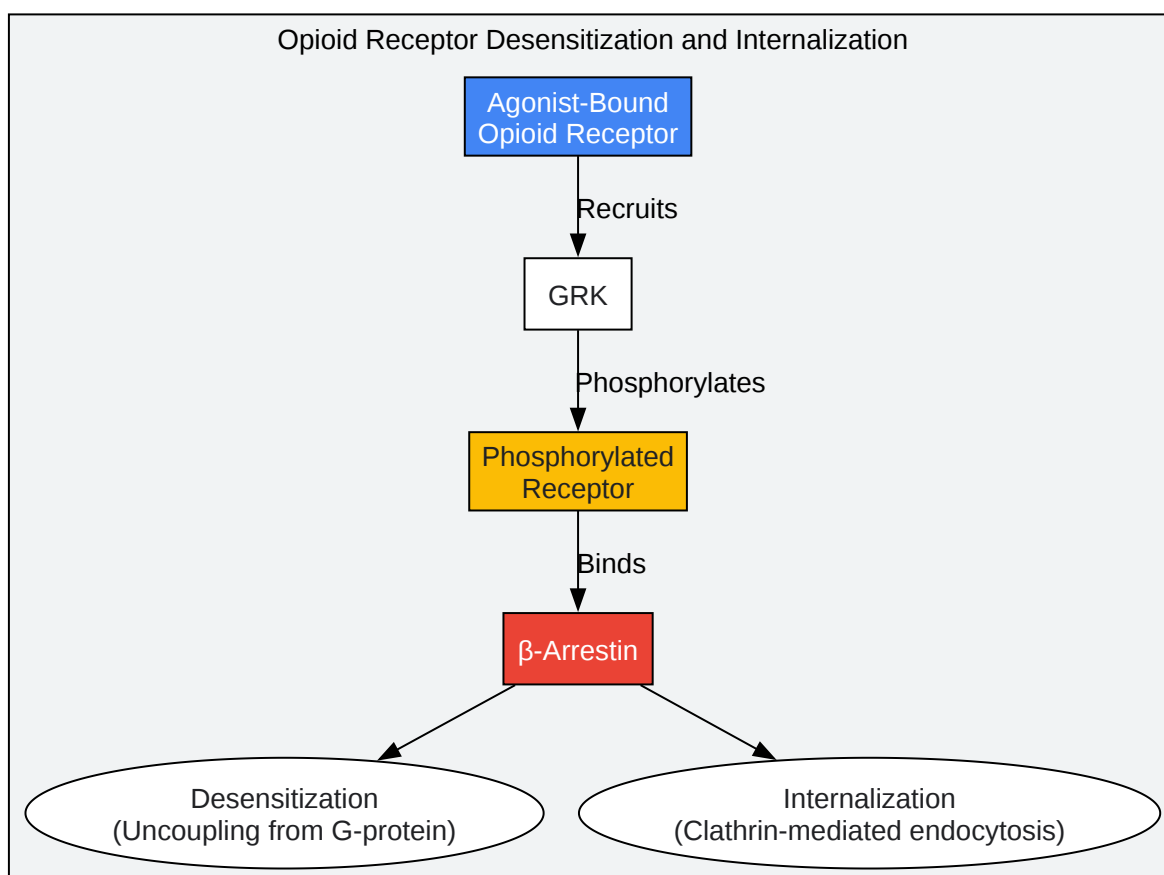 Opioid Receptor Desensitization and Internalization
Agonist-Bound
Opioid Receptor
Recruits
GRK
Phosphorylates
Phosphorylated
Receptor
Binds
β-Arrestin
Desensitization
(Uncoupling from G-protein)
Internalization
(Clathrin-mediated endocytosis)